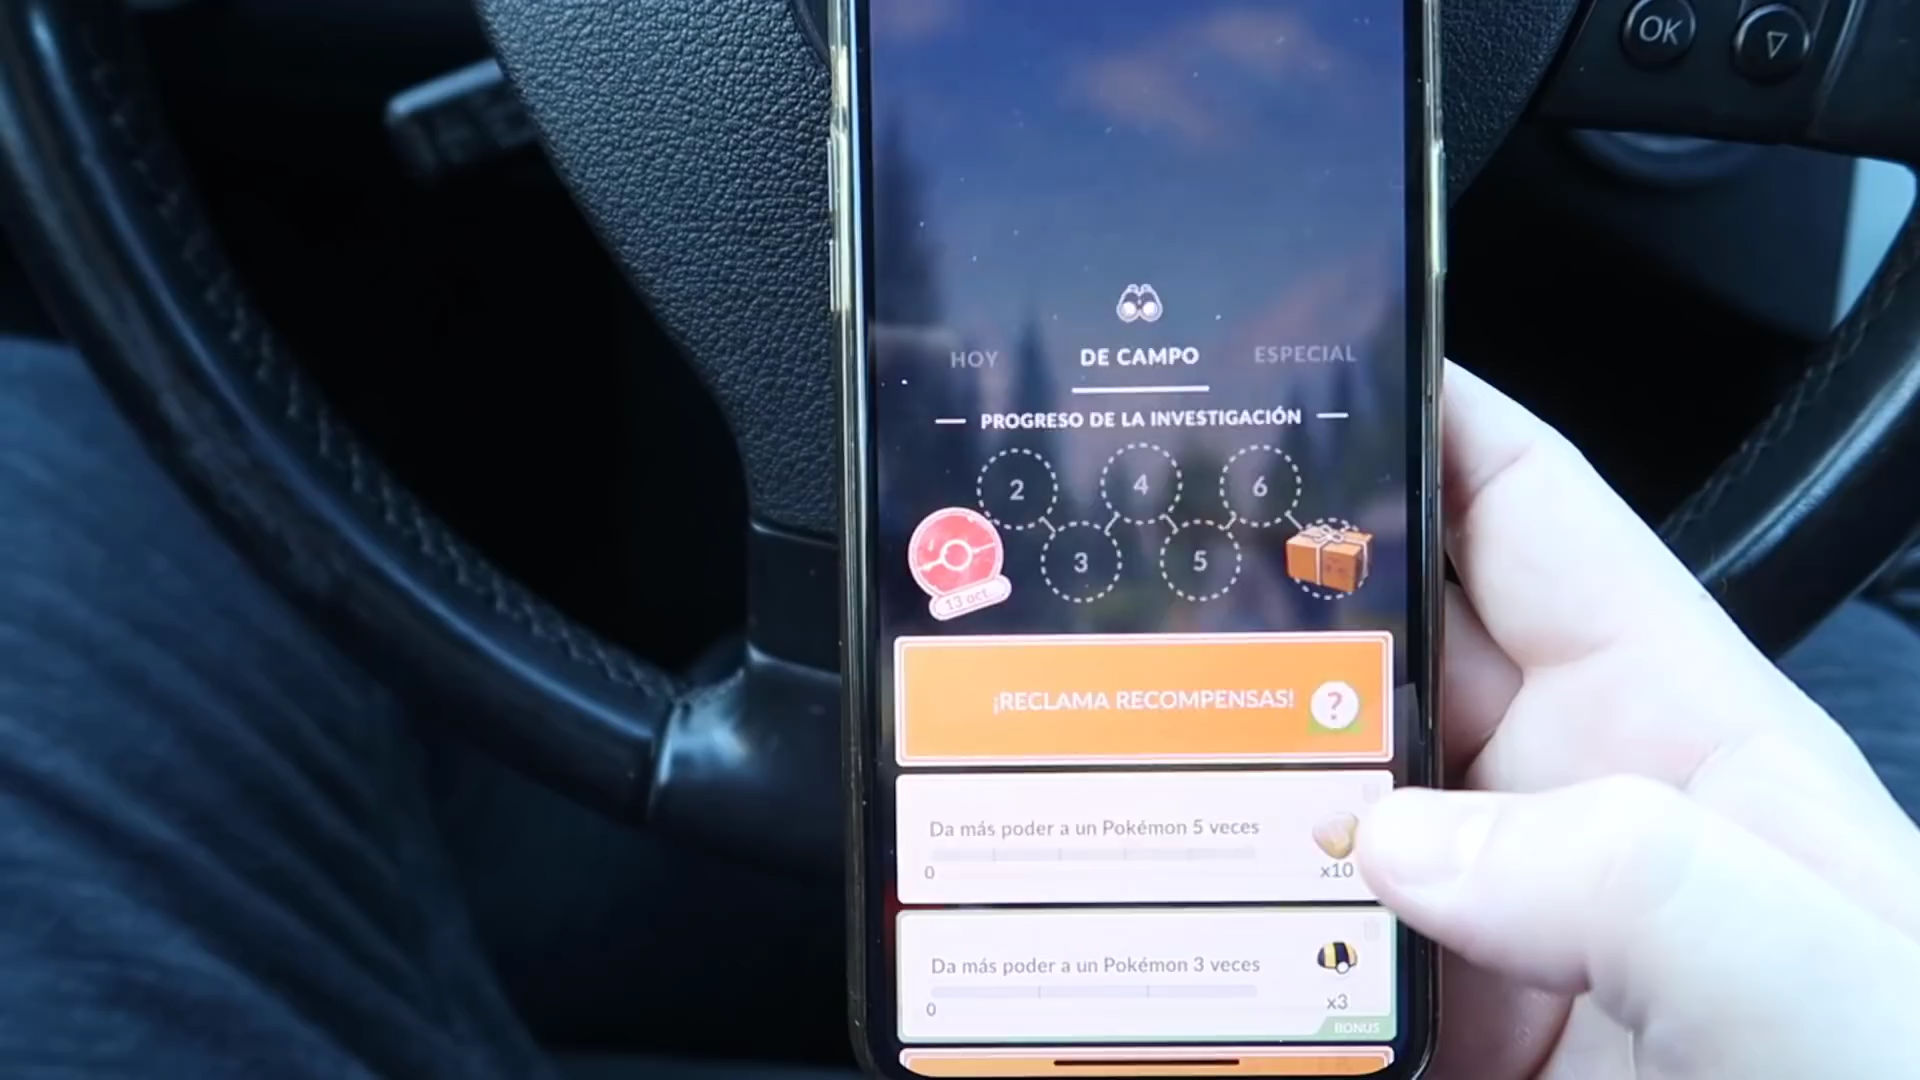 OK
HOY
DE CAMPO
ESPECIAL
PROGRESO DE LA INVESTIGACIÓN
2
4
6
3
5
13 oct.
¡RECLAMA RECOMPENSAS!
?
Da más poder a un Pokémon 5 veces
0
x10
Da más poder a un Pokémon 3 veces
0
x3
BONUS